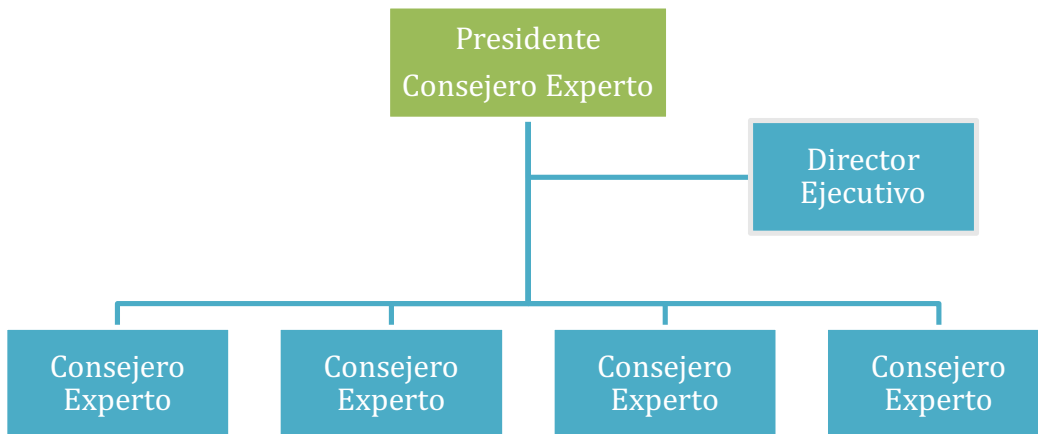 Presidente
Consejero Experto
Director
Ejecutivo
Consejero
Experto
Consejero
Experto
Consejero
Experto
Consejero
Experto